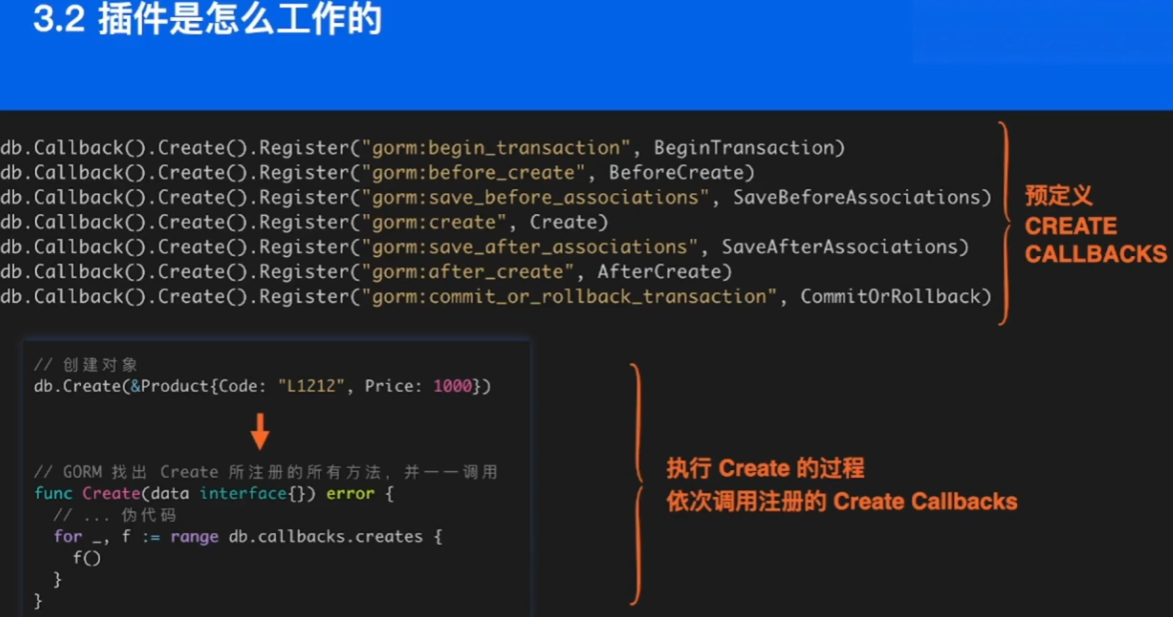 3.2 插件是怎么工作的
db.Callback().Create().Register("gorm:begin_transaction", BeginTransaction)
db.Callback().Create().Register("gorm:before_create", BeforeCreate)
db.Callback().Create().Register("gorm:save_before_associations", SaveBeforeAssociations)
db.Callback().Create().Register("gorm:create", Create)
db.Callback().Create().Register("gorm:save_after_associations", SaveAfterAssociations)
db.Callback().Create().Register("gorm:after_create", AfterCreate)
db.Callback().Create().Register("gorm:commit_or_rollback_transaction", CommitOrRollback)
预定义
CREATE
CALLBACKS
// 创建对象
db.Create(&Product{Code: "L1212", Price: 1000})
// GORM 找出 Create 所注册的所有方法，并一一调用
func Create(data interface{}) error {
// ... 伪代码
for _, f := range db.callbacks.creates {
f()
}
}
执行 Create 的过程
依次调用注册的 Create Callbacks